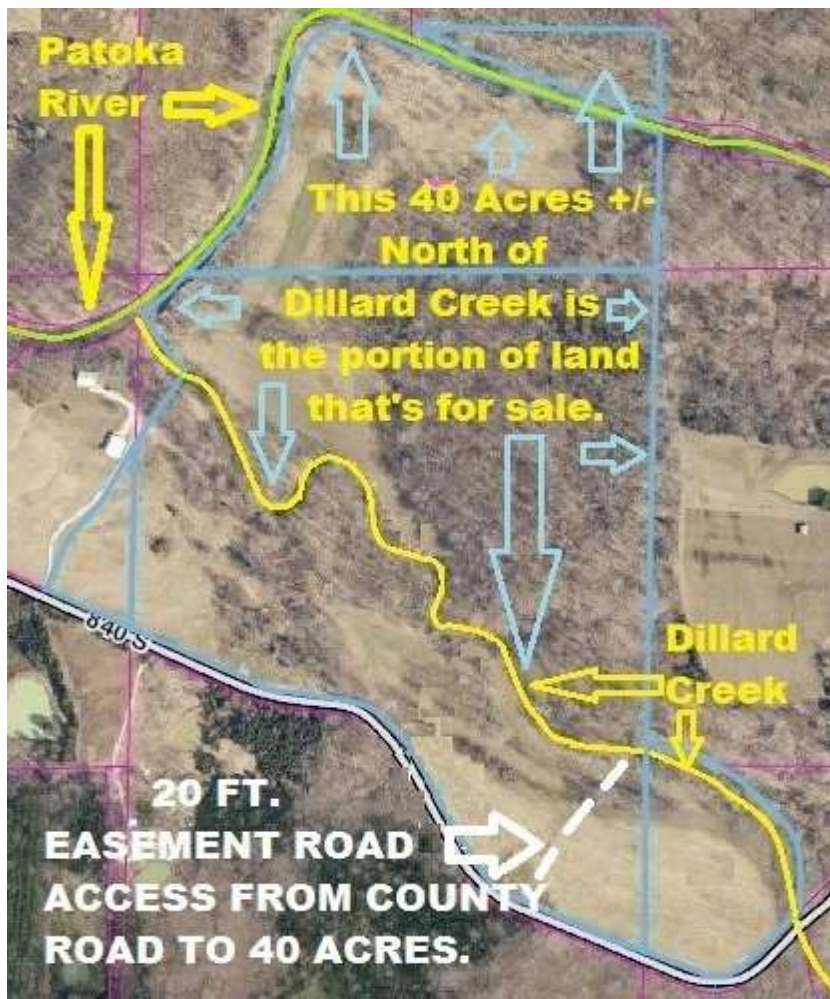 Patoka
River
This 40 Acres +/-
North of
Dillard Creek is
the portion of land
that's for sale.
840 S
Dillard
Creek
20 FT.
EASEMENT ROAD
ACCESS FROM COUNTY
ROAD TO 40 ACRES.